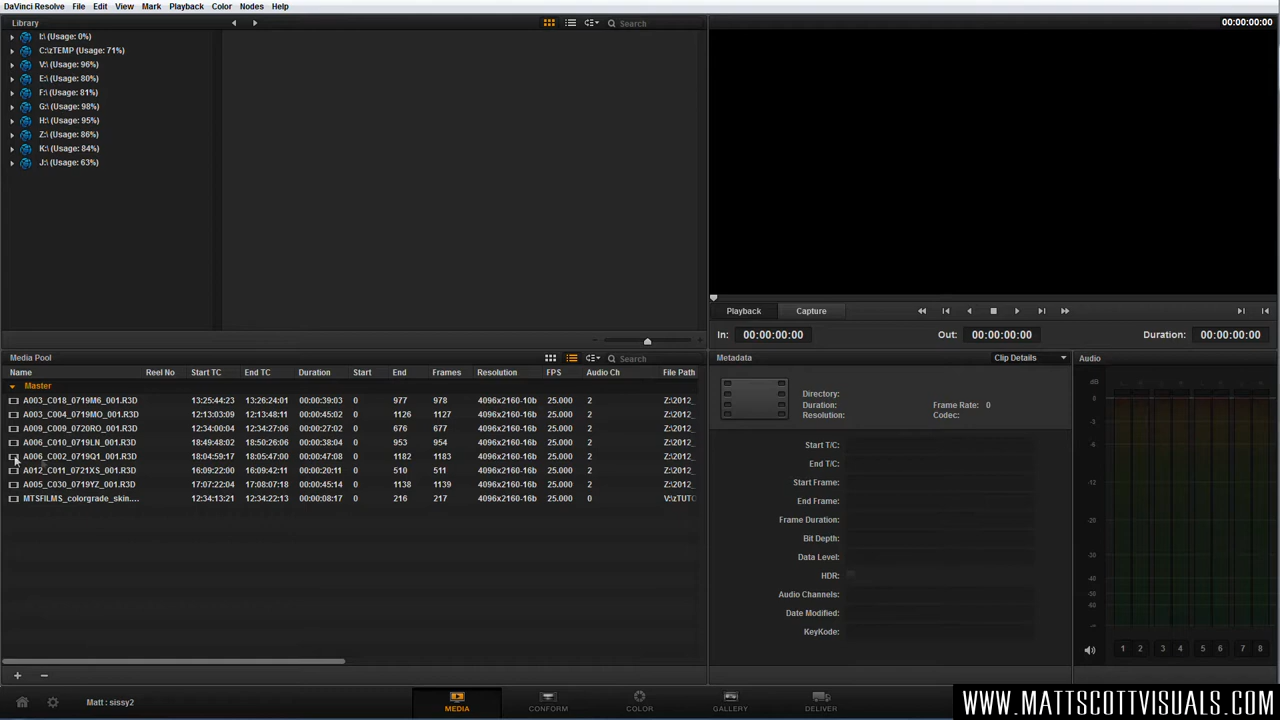 DaVinci Resolve File Edit View Mark Playback Color Nodes Help
Library Search 00:00:00:00
I:\ (Usage: 0%)
C:\zTEMP (Usage: 71%)
V:\ (Usage: 96%)
E:\ (Usage: 80%)
F:\ (Usage: 81%)
G:\ (Usage: 98%)
H:\ (Usage: 95%)
Z:\ (Usage: 86%)
K:\ (Usage: 84%)
J:\ (Usage: 63%)
Playback Capture
In: 00:00:00:00 Out: 00:00:00:00 Duration: 00:00:00:00
Media Pool Search
Name Reel No Start TC End TC Duration Start End Frames Resolution FPS Audio Ch File Path
Master
A003_C018_0719M6_001.R3D 13:25:44:23 13:26:24:01 00:00:39:03 0 977 978 4096x2160-10b 25.000 2 Z:\2012_
A003_C004_0719MO_001.R3D 12:13:03:09 12:13:48:11 00:00:45:02 0 1126 1127 4096x2160-16b 25.000 2 Z:\2012_
A009_C009_0720RO_001.R3D 12:34:00:04 12:34:27:06 00:00:27:02 0 676 677 4096x2160-16b 25.000 2 Z:\2012_
A006_C010_0719LN_001.R3D 18:49:48:02 18:50:26:06 00:00:38:04 0 953 954 4096x2160-16b 25.000 2 Z:\2012_
A006_C002_0719Q1_001.R3D 18:04:59:17 18:05:47:00 00:00:47:08 0 1182 1183 4096x2160-16b 25.000 2 Z:\2012_
A012_C011_0721XS_001.R3D 16:09:22:00 16:09:42:11 00:00:20:11 0 510 511 4096x2160-16b 25.000 2 Z:\2012_
A005_C030_0719YZ_001.R3D 17:07:22:04 17:08:07:18 00:00:45:14 0 1138 1139 4096x2160-16b 25.000 2 Z:\2012_
MTSFILMS_colorgrade_skin.... 12:34:13:21 12:34:22:13 00:00:08:17 0 216 217 4096x2160-16b 25.000 0 V:\zTUTC
Metadata Clip Details
Directory:
Duration: Frame Rate: 0
Resolution: Codec:
Start T/C:
End T/C:
Start Frame:
End Frame:
Frame Duration:
Bit Depth:
Data Level:
HDR:
Audio Channels:
Date Modified:
KeyKode:
Audio
dB
1 2 3 4 5 6 7 8
Matt : sissy2
MEDIA CONFORM COLOR GALLERY DELIVER
WWW.MATTSCOTTVISUALS.COM